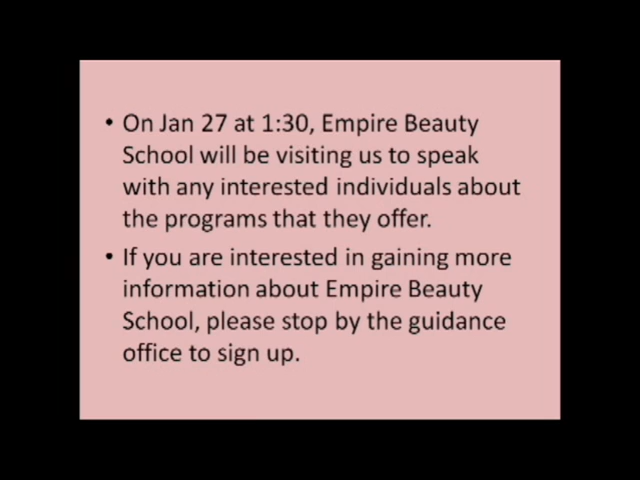 • On Jan 27 at 1:30, Empire Beauty
School will be visiting us to speak
with any interested individuals about
the programs that they offer.
• If you are interested in gaining more
information about Empire Beauty
School, please stop by the guidance
office to sign up.